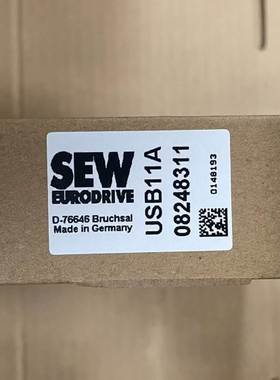 SEW
EURODRIVE
D-76646 Bruchsal
Made in Germany
USB11A
08248311
0148193